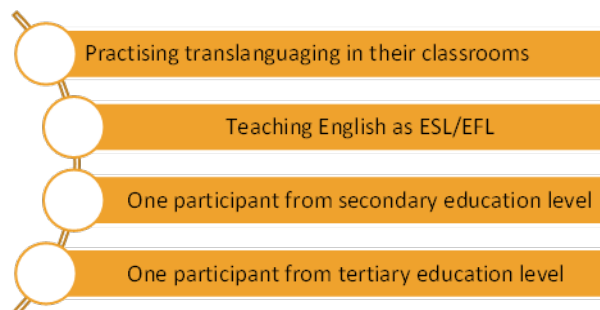 Practising translanguaging in their classrooms
Teaching English as ESL/EFL
One participant from secondary education level
One participant from tertiary education level